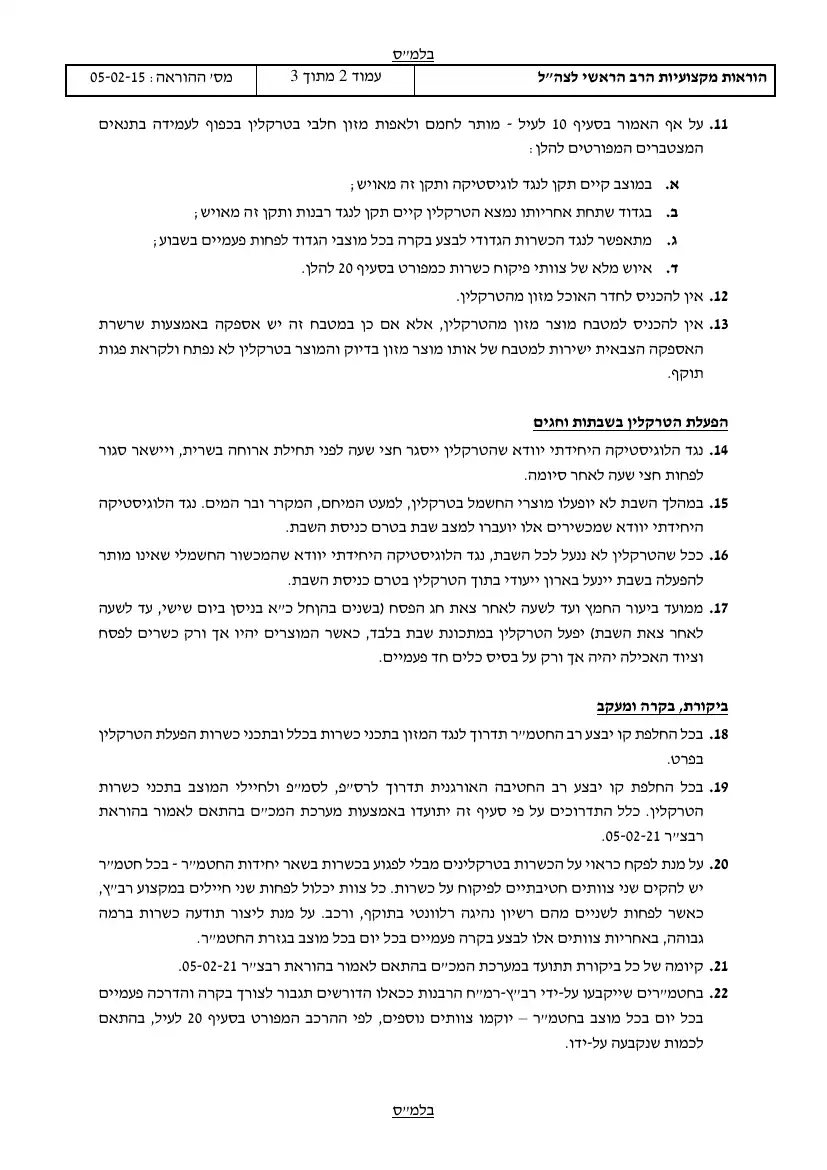 בלמ״ס
הוראות מקצועיות הרב הראשי לצה״ל
עמוד 2 מתוך 3
מס׳ ההוראה: 05-02-15
11. על אף האמור בסעיף 10 לעיל - מותר לחמם ולאפות מזון חלבי בטרקלין בכפוף לעמידה בתנאים
המצטברים המפורטים להלן:
א. במוצב קיים תקן לנגד לוגיסטיקה ותקן זה מאויש;
ב. בגדוד שתחת אחריותו נמצא הטרקלין קיים תקן לנגד רבנות ותקן זה מאויש;
ג. מתאפשר לנגד הכשרות הגדודי לבצע בקרה בכל מוצבי הגדוד לפחות פעמיים בשבוע;
ד. איוש מלא של צוותי פיקוח כשרות כמפורט בסעיף 20 להלן.
12. אין להכניס לחדר האוכל מזון מהטרקלין.
13. אין להכניס למטבח מוצר מזון מהטרקלין, אלא אם כן במטבח זה יש אספקה באמצעות שרשרת
האספקה הצבאית ישירות למטבח של אותו מוצר מזון בדיוק והמוצר בטרקלין לא נפתח ולקראת פגות
תוקף.
הפעלת הטרקלין בשבתות וחגים
14. נגד הלוגיסטיקה היחידתי יוודא שהטרקלין ייסגר חצי שעה לפני תחילת ארוחה בשרית, ויישאר סגור
לפחות חצי שעה לאחר סיומה.
15. במהלך השבת לא יופעלו מוצרי החשמל בטרקלין, למעט המיחם, המקרר ובר המים. נגד הלוגיסטיקה
היחידתי יוודא שמכשירים אלו יועברו למצב שבת בטרם כניסת השבת.
16. ככל שהטרקלין לא ננעל לכל השבת, נגד הלוגיסטיקה היחידתי יוודא שהמכשור החשמלי שאינו מותר
להפעלה בשבת יינעל בארון ייעודי בתוך הטרקלין בטרם כניסת השבת.
17. ממועד ביעור החמץ ועד לשעה לאחר צאת חג הפסח (בשנים בהןחל כ״א בניסן ביום שישי, עד לשעה
לאחר צאת השבת) יפעל הטרקלין במתכונת שבת בלבד, כאשר המוצרים יהיו אך ורק כשרים לפסח
וציוד האכילה יהיה אך ורק על בסיס כלים חד פעמיים.
ביקורת, בקרה ומעקב
18. בכל החלפת קו יבצע רב החטמ״ר תדרוך לנגד המזון בתכני כשרות בכלל ובתכני כשרות הפעלת הטרקלין
בפרט.
19. בכל החלפת קו יבצע רב החטיבה האורגנית תדרוך לרס״פ, לסמ״פ ולחיילי המוצב בתכני כשרות
הטרקלין. כלל התדרוכים על פי סעיף זה יתועדו באמצעות מערכת המכ״ם בהתאם לאמור בהוראת
רבצ״ר 05-02-21.
20. על מנת לפקח כראוי על הכשרות בטרקלינים מבלי לפגוע בכשרות בשאר יחידות החטמ״ר - בכל חטמ״ר
יש להקים שני צוותים חטיבתיים לפיקוח על כשרות. כל צוות יכלול לפחות שני חיילים במקצוע רב״ץ,
כאשר לפחות לשניים מהם רשיון נהיגה רלוונטי בתוקף, ורכב. על מנת ליצור תודעה כשרות ברמה
גבוהה, באחריות צוותים אלו לבצע בקרה פעמיים בכל יום בכל מוצב בגזרת החטמ״ר.
21. קיומה של כל ביקורת תתועד במערכת המכ״ם בהתאם לאמור בהוראת רבצ״ר 05-02-21.
22. בחטמ״רים שייקבעו על-ידי רב״ץ-רמ״ח הרבנות ככאלו הדורשים תגבור לצורך בקרה והדרכה פעמיים
בכל יום בכל מוצב בחטמ״ר – יוקמו צוותים נוספים, לפי ההרכב המפורט בסעיף 20 לעיל, בהתאם
לכמות שנקבעה על-ידו.
בלמ״ס